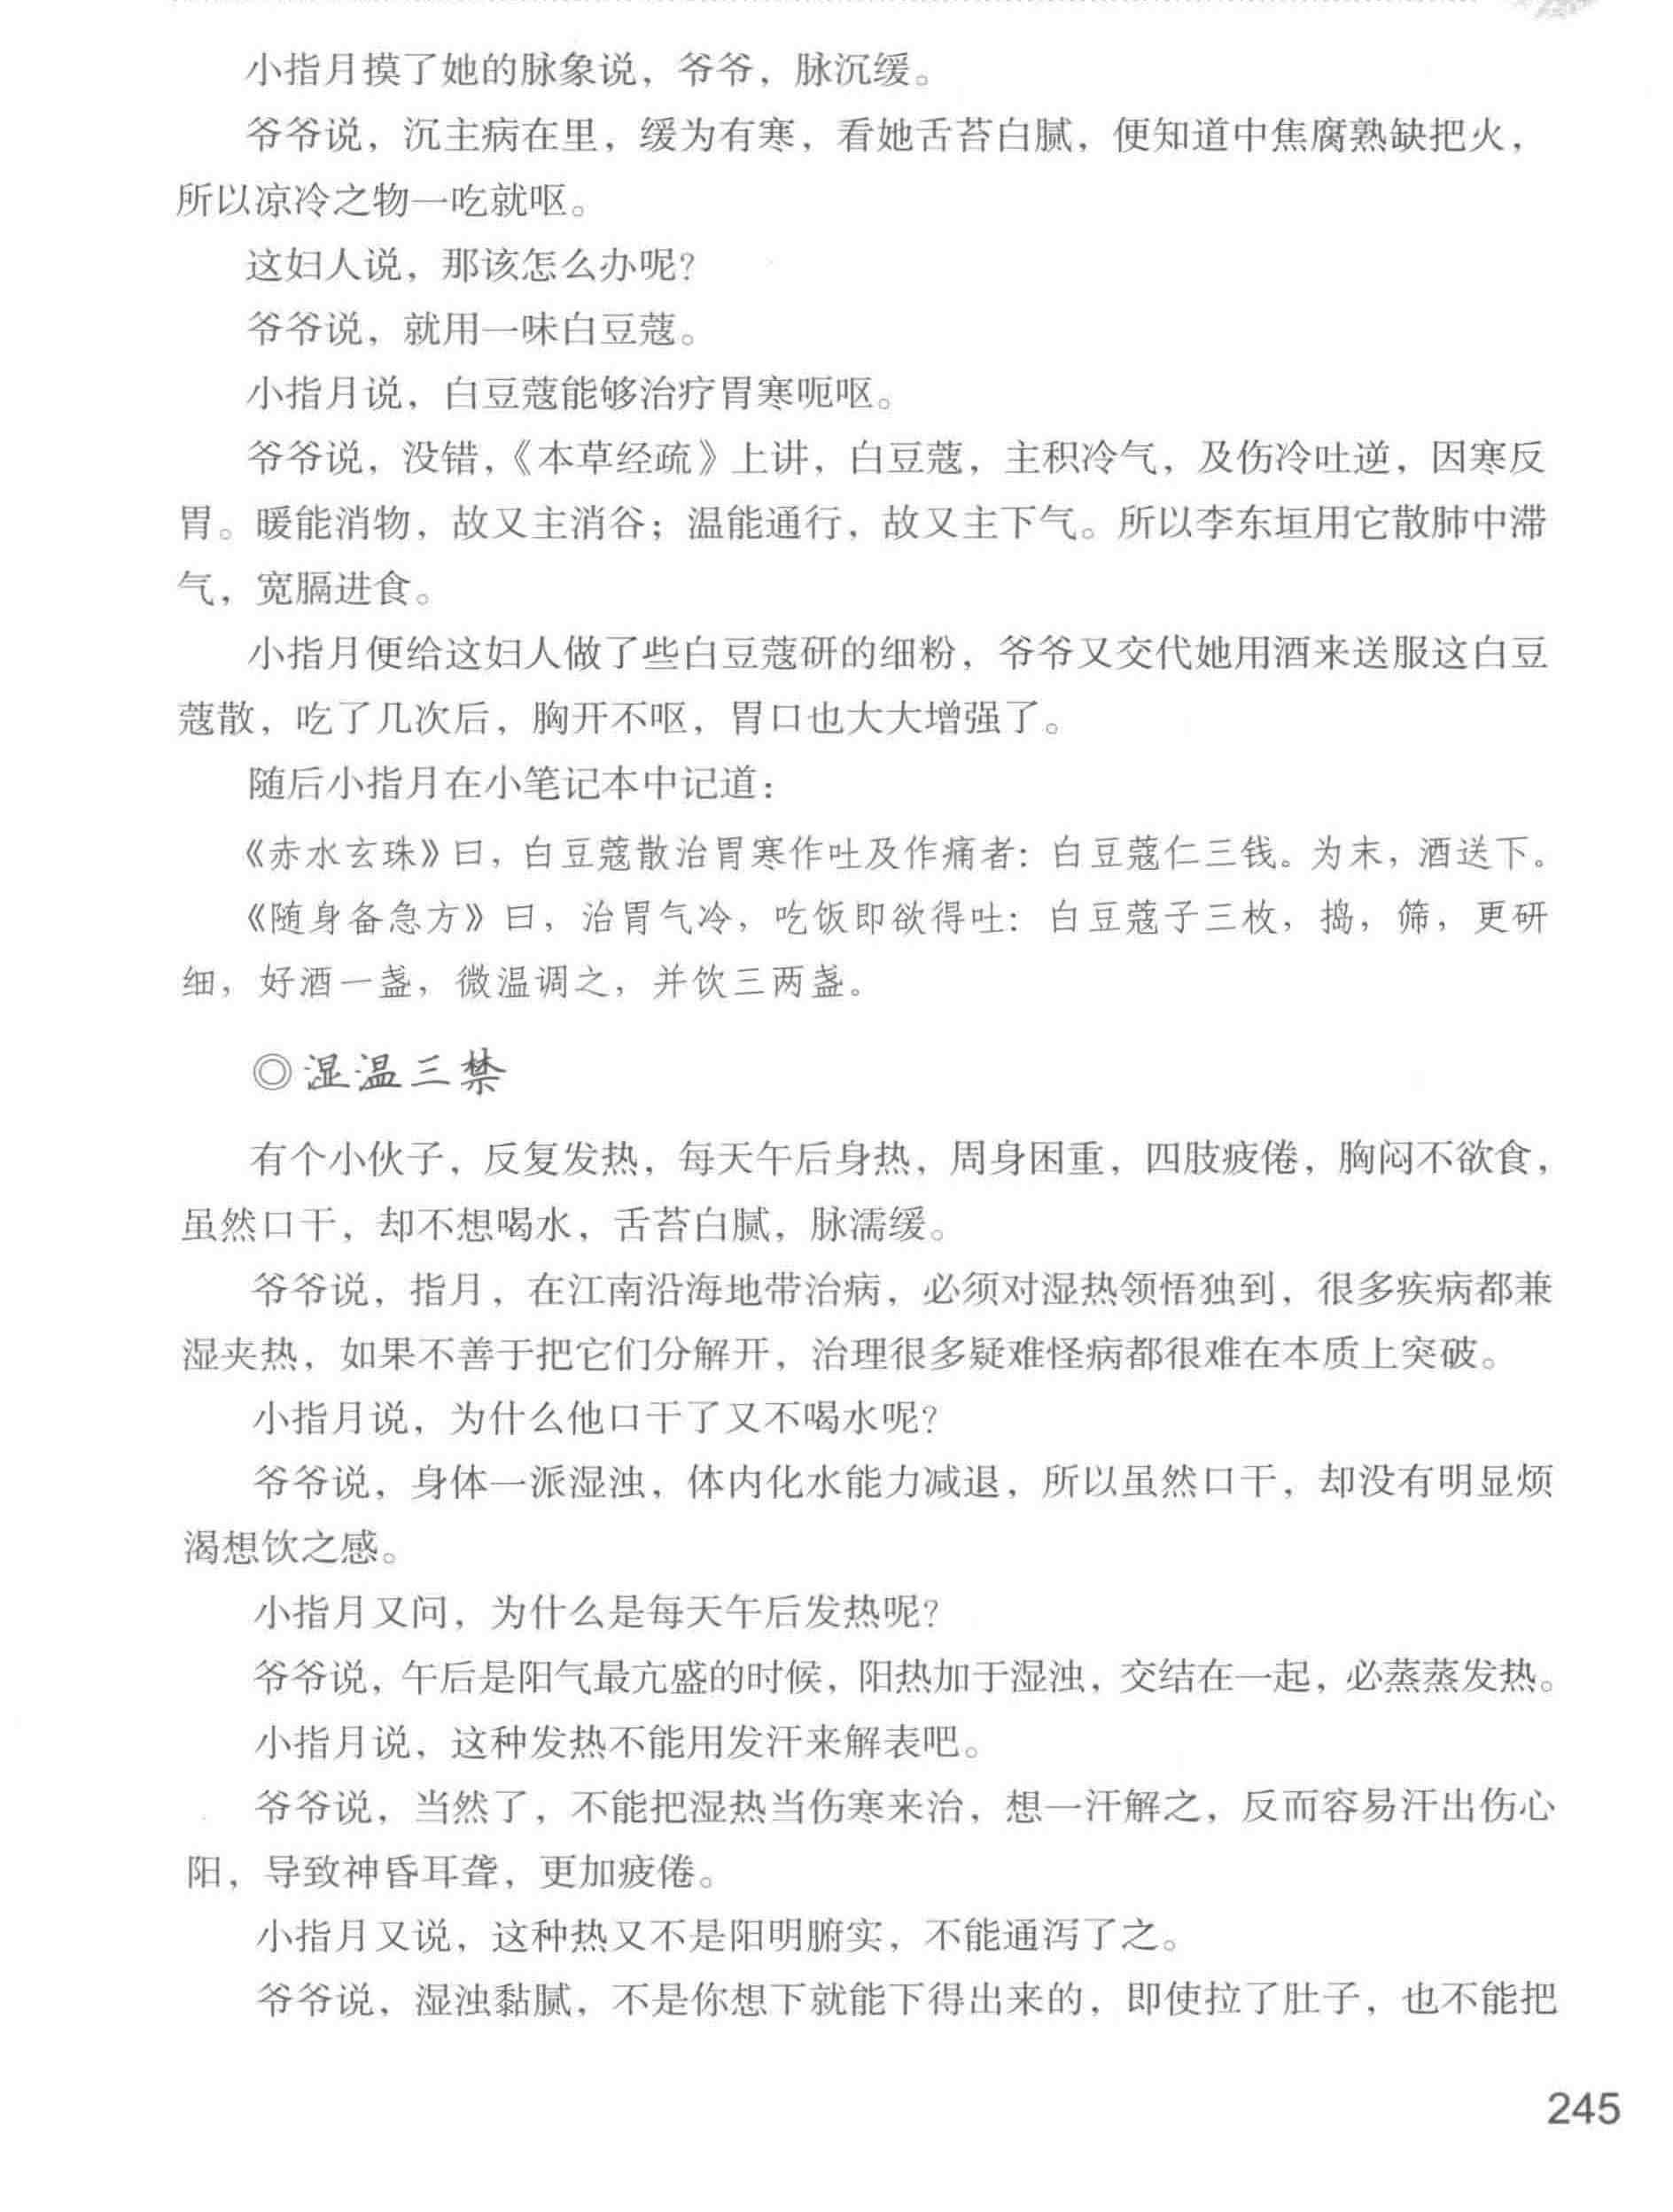 小指月摸了她的脉象说，爷爷，脉沉缓。
爷爷说，沉主病在里，缓为有寒，看她舌苔白腻，便知道中焦腐熟缺把火，
所以凉冷之物一吃就呕。
这妇人说，那该怎么办呢？
爷爷说，就用一味白豆蔻。
小指月说，白豆蔻能够治疗胃寒呃呕。
爷爷说，没错，《本草经疏》上讲，白豆蔻，主积冷气，及伤冷吐逆，因寒反
胃。暖能消物，故又主消谷；温能通行，故又主下气。所以李东垣用它散肺中滞
气，宽膈进食。
小指月便给这妇人做了些白豆蔻研的细粉，爷爷又交代她用酒来送服这白豆
蔻散，吃了几次后，胸开不呕，胃口也大大增强了。
随后小指月在小笔记本中记道：
《赤水玄珠》曰，白豆蔻散治胃寒作吐及作痛者：白豆蔻仁三钱。为末，酒送下。
《随身备急方》曰，治胃气冷，吃饭即欲得吐：白豆蔻子三枚，捣，筛，更研
细，好酒一盏，微温调之，并饮三两盏。
◎湿温三禁
有个小伙子，反复发热，每天午后身热，周身困重，四肢疲倦，胸闷不欲食，
虽然口干，却不想喝水，舌苔白腻，脉濡缓。
爷爷说，指月，在江南沿海地带治病，必须对湿热领悟独到，很多疾病都兼
湿夹热，如果不善于把它们分解开，治理很多疑难怪病都很难在本质上突破。
小指月说，为什么他口干了又不喝水呢？
爷爷说，身体一派湿浊，体内化水能力减退，所以虽然口干，却没有明显烦
渴想饮之感。
小指月又问，为什么是每天午后发热呢？
爷爷说，午后是阳气最亢盛的时候，阳热加于湿浊，交结在一起，必蒸蒸发热。
小指月说，这种发热不能用发汗来解表吧。
爷爷说，当然了，不能把湿热当伤寒来治，想一汗解之，反而容易汗出伤心
阳，导致神昏耳聋，更加疲倦。
小指月又说，这种热又不是阳明腑实，不能通泻了之。
爷爷说，湿浊黏腻，不是你想下就能下得出来的，即使拉了肚子，也不能把
245